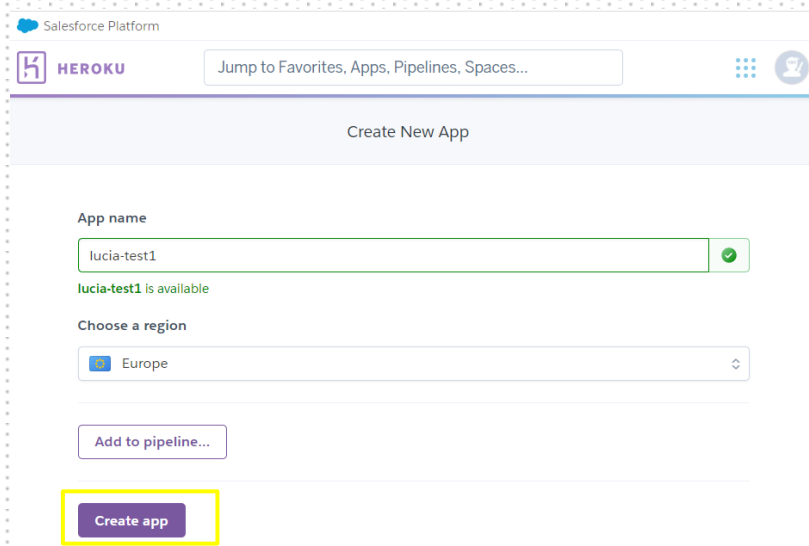 Salesforce Platform
HEROKU
Jump to Favorites, Apps, Pipelines, Spaces...
Create New App
App name
lucia-test1
lucia-test1 is available
Choose a region
Europe
Add to pipeline...
Create app